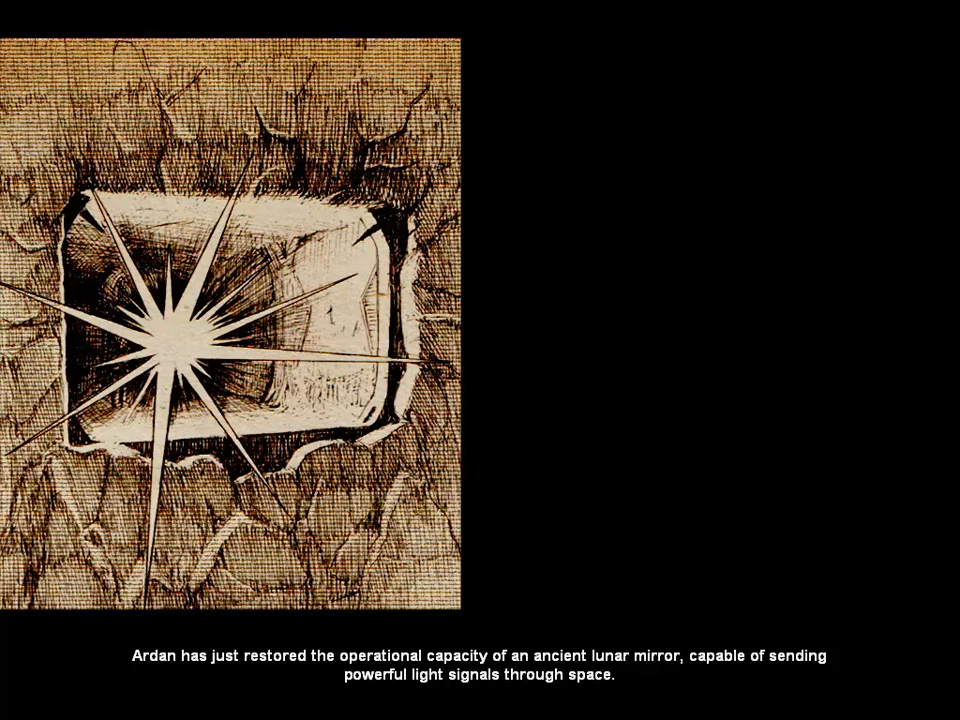 Ardan has just restored the operational capacity of an ancient lunar mirror, capable of sending
powerful light signals through space.